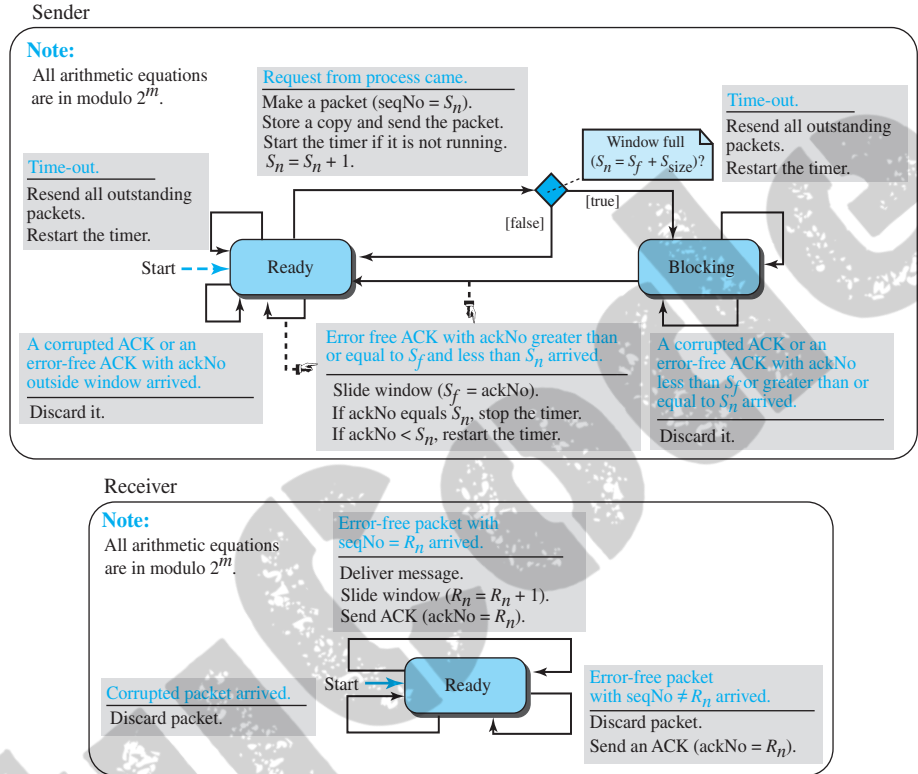 Sender
Note:
All arithmetic equations
are in modulo 2^m.
Request from process came.
Make a packet (seqNo = S_n).
Store a copy and send the packet.
Start the timer if it is not running.
S_n = S_n + 1.
Time-out.
Resend all outstanding
packets.
Restart the timer.
Window full
(S_n = S_f + S_size)?
Time-out.
Resend all outstanding
packets.
Restart the timer.
[false]
[true]
Start
Ready
Blocking
A corrupted ACK or an
error-free ACK with ackNo
outside window arrived.
Discard it.
Error free ACK with ackNo greater than
or equal to S_f and less than S_n arrived.
Slide window (S_f = ackNo).
If ackNo equals S_n, stop the timer.
If ackNo < S_n, restart the timer.
A corrupted ACK or an
error-free ACK with ackNo
less than S_f or greater than or
equal to S_n arrived.
Discard it.
Receiver
Note:
All arithmetic equations
are in modulo 2^m.
Error-free packet with
seqNo = R_n arrived.
Deliver message.
Slide window (R_n = R_n + 1).
Send ACK (ackNo = R_n).
Corrupted packet arrived.
Discard packet.
Start
Ready
Error-free packet
with seqNo ≠ R_n arrived.
Discard packet.
Send an ACK (ackNo = R_n).